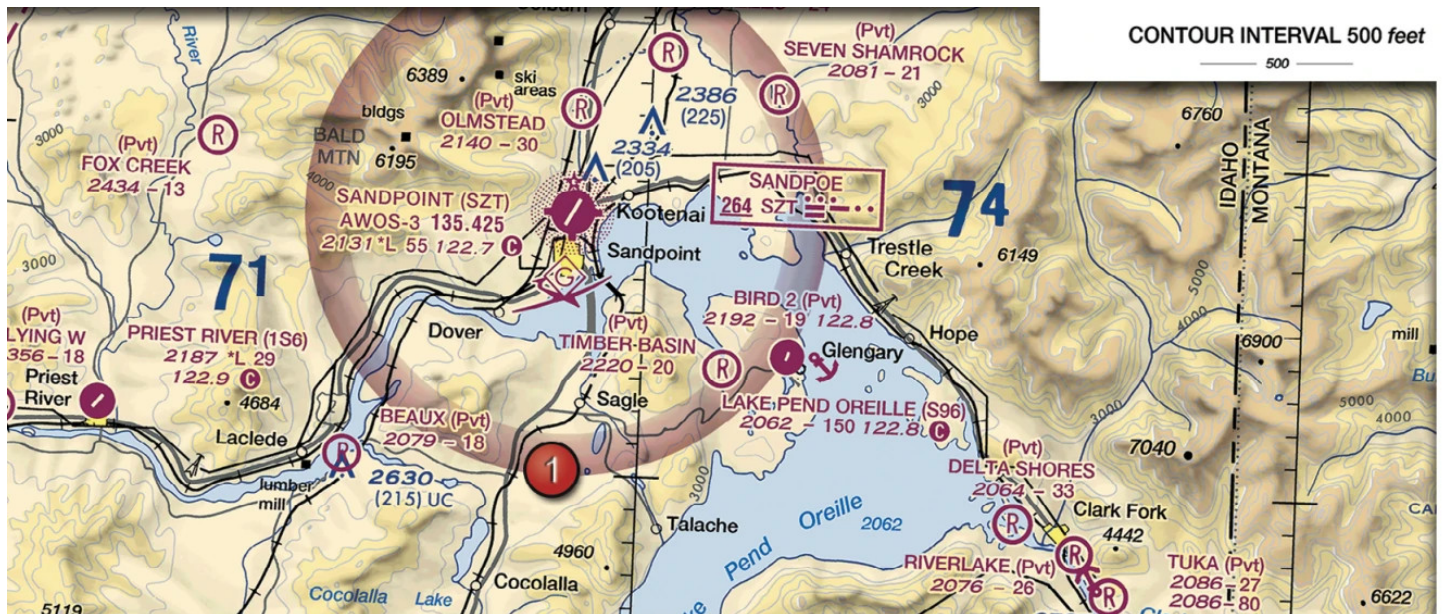 CONTOUR INTERVAL 500 feet
500
(Pvt)
SEVEN SHAMROCK
2081 - 21
River
6389
ski
areas
(Pvt)
OLMSTEAD
2140 - 30
bldgs
BALD
MTN
6195
4000
R
R
R
R
2386
(225)
2334
(205)
3000
3000
(Pvt)
FOX CREEK
2434 - 13
6760
IDAHO
MONTANA
SANDPOINT (SZT)
AWOS-3 135.425
2131 *L 55 122.7 C
Kootenai
Sandpoint
G
SANDPOE
264 SZT
74
6149
Trestle
Creek
3000
71
5000
4000
BIRD 2 (Pvt)
2192 - 19 122.8
Hope
Glengary
mill
6900
(Pvt)
LYING W
356 - 18
PRIEST RIVER (1S6)
2187 *L 29
122.9 C
Priest
River
4684
Dover
(Pvt)
TIMBER BASIN
2220 - 20
R
Sagle
LAKE PEND OREILLE (S96)
2062 - 150 122.8 C
3000
5000
4000
Laclede
BEAUX (Pvt)
2079 - 18
R
2630
(215) UC
lumber
mill
1
3000
7040
(Pvt)
DELTA SHORES
2064 - 33
R
Clark Fork
4442
Talache
Oreille
2062
Pend
4960
Cocolalla
Cocolalla Lake
RIVERLAKE (Pvt)
2076 - 26
R
R
TUKA (Pvt)
2086 - 27
2086 - 80
6622
5119